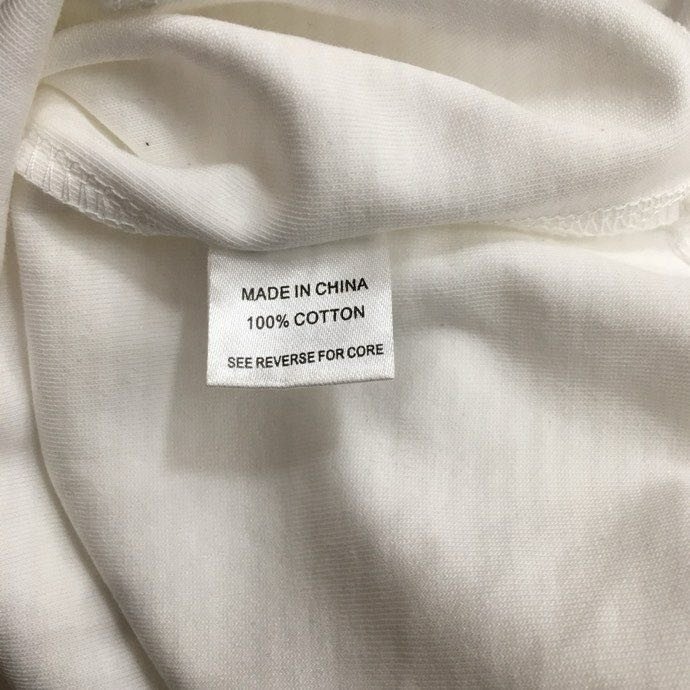 MADE IN CHINA
100% COTTON
SEE REVERSE FOR CORE